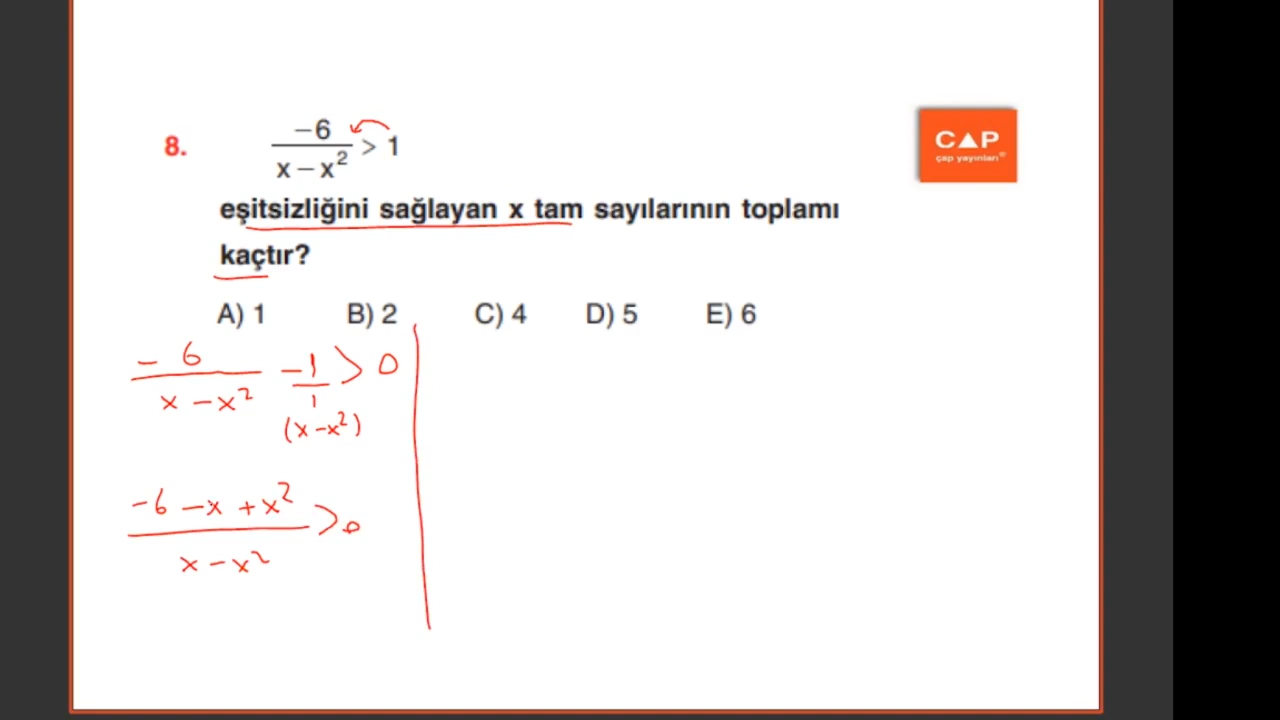 8. −6 / x − x² > 1
eşitsizliğini sağlayan x tam sayılarının toplamı
kaçtır?
A) 1 B) 2 C) 4 D) 5 E) 6
CAP
çap yayınları®
− 6 / x − x² − 1 / 1 > 0
(x − x²)
−6 − x + x² / x − x² > 0